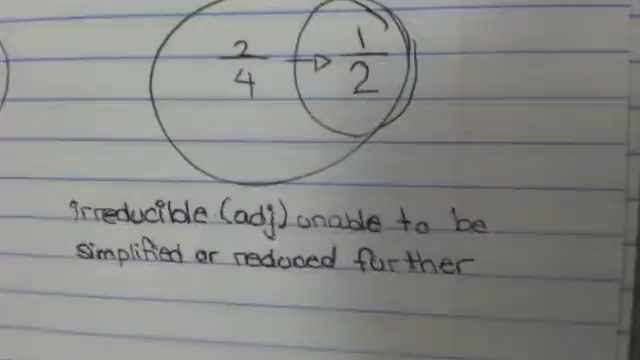 2/4 → 1/2
irreducible (adj) unable to be
simplified or reduced further